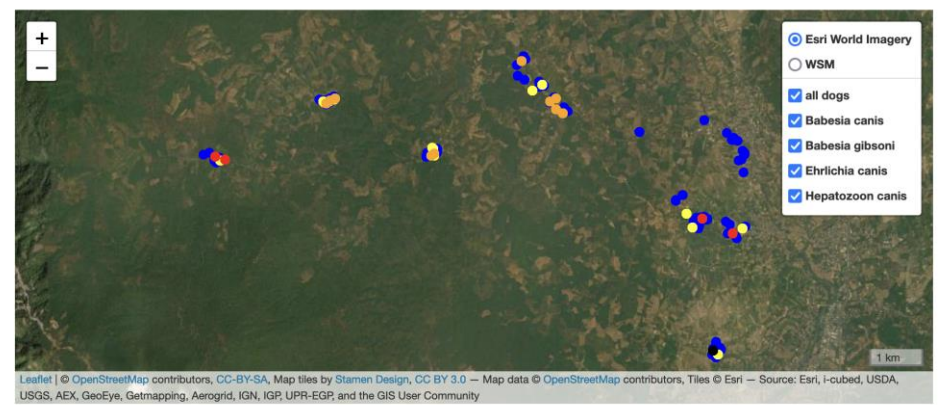 +
−
Esri World Imagery
WSM
all dogs
Babesia canis
Babesia gibsoni
Ehrlichia canis
Hepatozoon canis
1 km
Leaflet | © OpenStreetMap contributors, CC-BY-SA, Map tiles by Stamen Design, CC BY 3.0 — Map data © OpenStreetMap contributors, Tiles © Esri — Source: Esri, i-cubed, USDA,
USGS, AEX, GeoEye, Getmapping, Aerogrid, IGN, IGP, UPR-EGP, and the GIS User Community